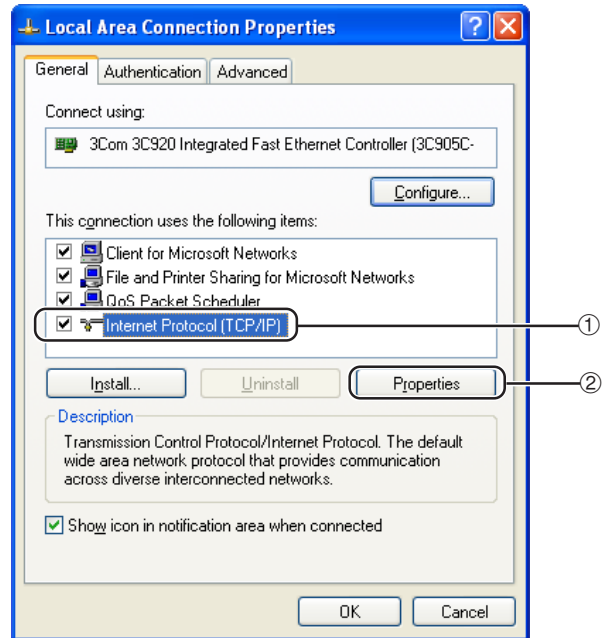 Local Area Connection Properties
General Authentication Advanced
Connect using:
3Com 3C920 Integrated Fast Ethernet Controller (3C905C-
Configure...
This connection uses the following items:
Client for Microsoft Networks
File and Printer Sharing for Microsoft Networks
QoS Packet Scheduler
Internet Protocol (TCP/IP)
①
Install... Uninstall Properties
②
Description
Transmission Control Protocol/Internet Protocol. The default
wide area network protocol that provides communication
across diverse interconnected networks.
Show icon in notification area when connected
OK Cancel